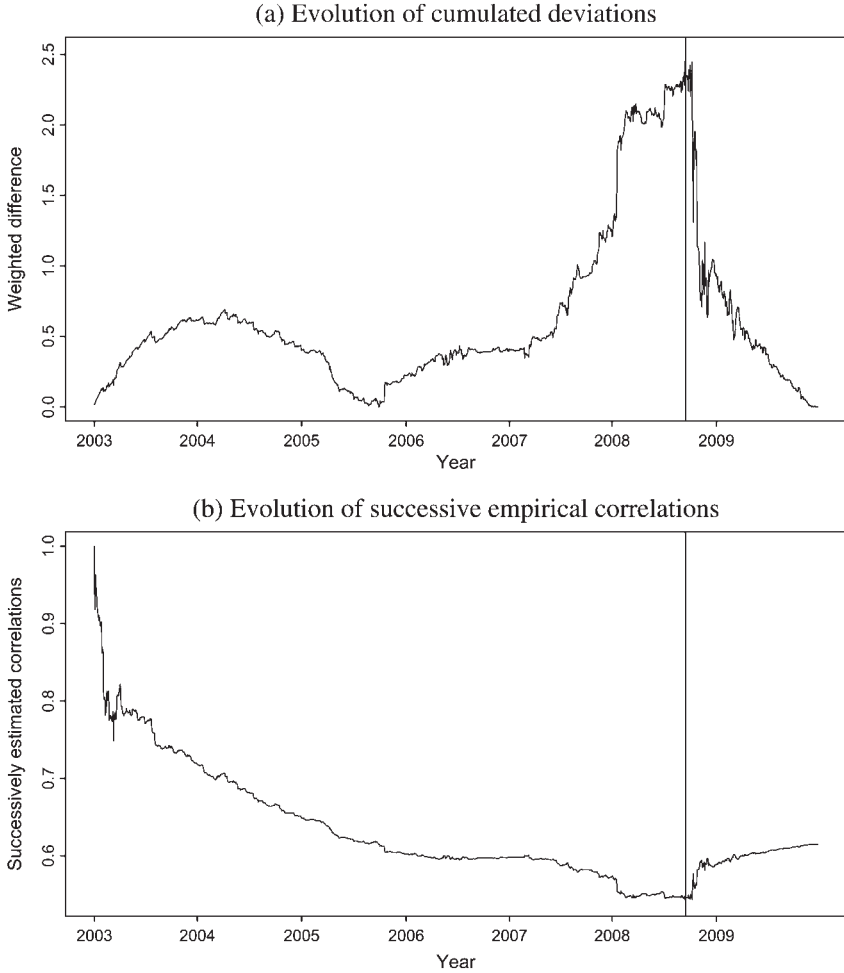 (a) Evolution of cumulated deviations
Weighted difference
2.5
2.0
1.5
1.0
0.5
0.0
2003 2004 2005 2006 2007 2008 2009
Year
(b) Evolution of successive empirical correlations
Successively estimated correlations
1.0
0.9
0.8
0.7
0.6
2003 2004 2005 2006 2007 2008 2009
Year